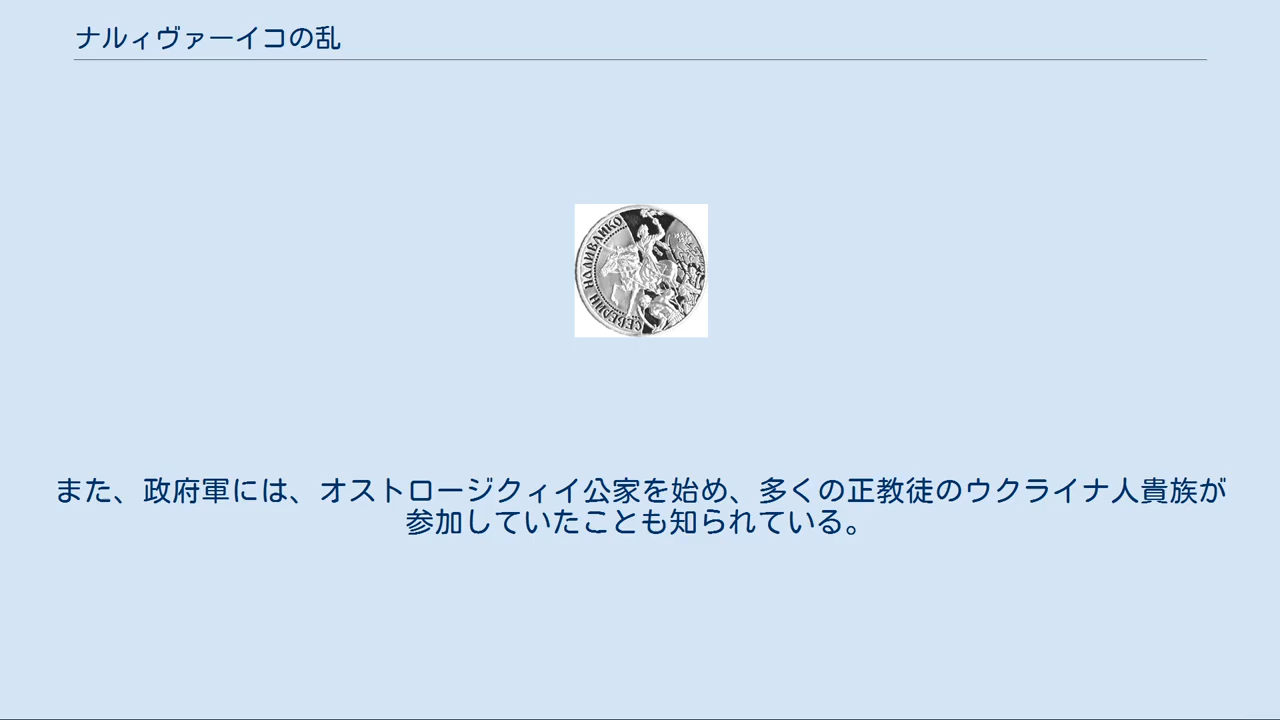 ナルィヴァーイコの乱
СЕВЕРИН НАЛИВАЙКО
また、政府軍には、オストロージクィイ公家を始め、多くの正教徒のウクライナ人貴族が
参加していたことも知られている。